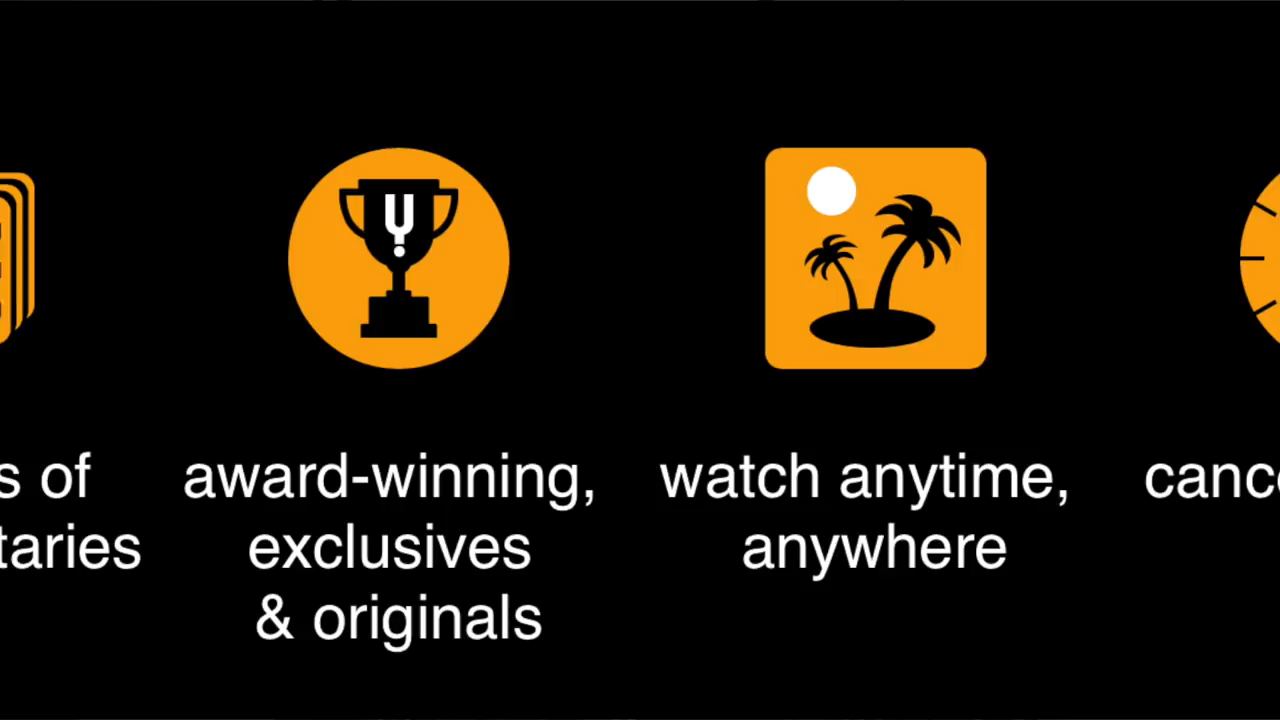 s of
taries
award-winning,
exclusives
& originals
watch anytime,
anywhere
canc